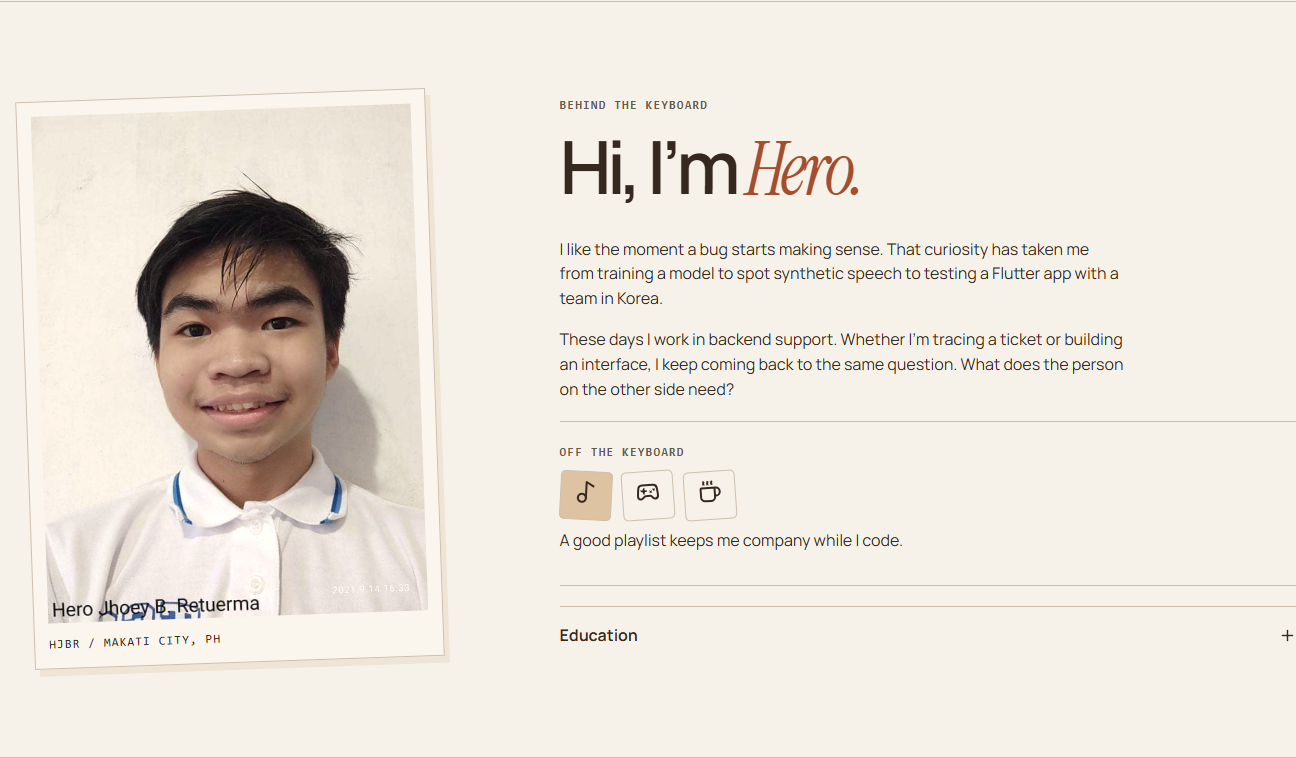 BEHIND THE KEYBOARD
Hi, I’m Hero.
I like the moment a bug starts making sense. That curiosity has taken me
from training a model to spot synthetic speech to testing a Flutter app with a
team in Korea.
These days I work in backend support. Whether I’m tracing a ticket or building
an interface, I keep coming back to the same question. What does the person
on the other side need?
OFF THE KEYBOARD
A good playlist keeps me company while I code.
Education
+
2021.9.14 16:33
Hero Jhoey B. Retuerma
HJBR / MAKATI CITY, PH